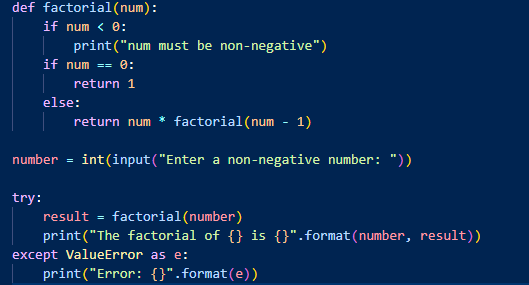 def factorial(num):
    if num < 0:
        print("num must be non-negative")
    if num == 0:
        return 1
    else:
        return num * factorial(num - 1)

number = int(input("Enter a non-negative number: "))

try:
    result = factorial(number)
    print("The factorial of {} is {}".format(number, result))
except ValueError as e:
    print("Error: {}".format(e))